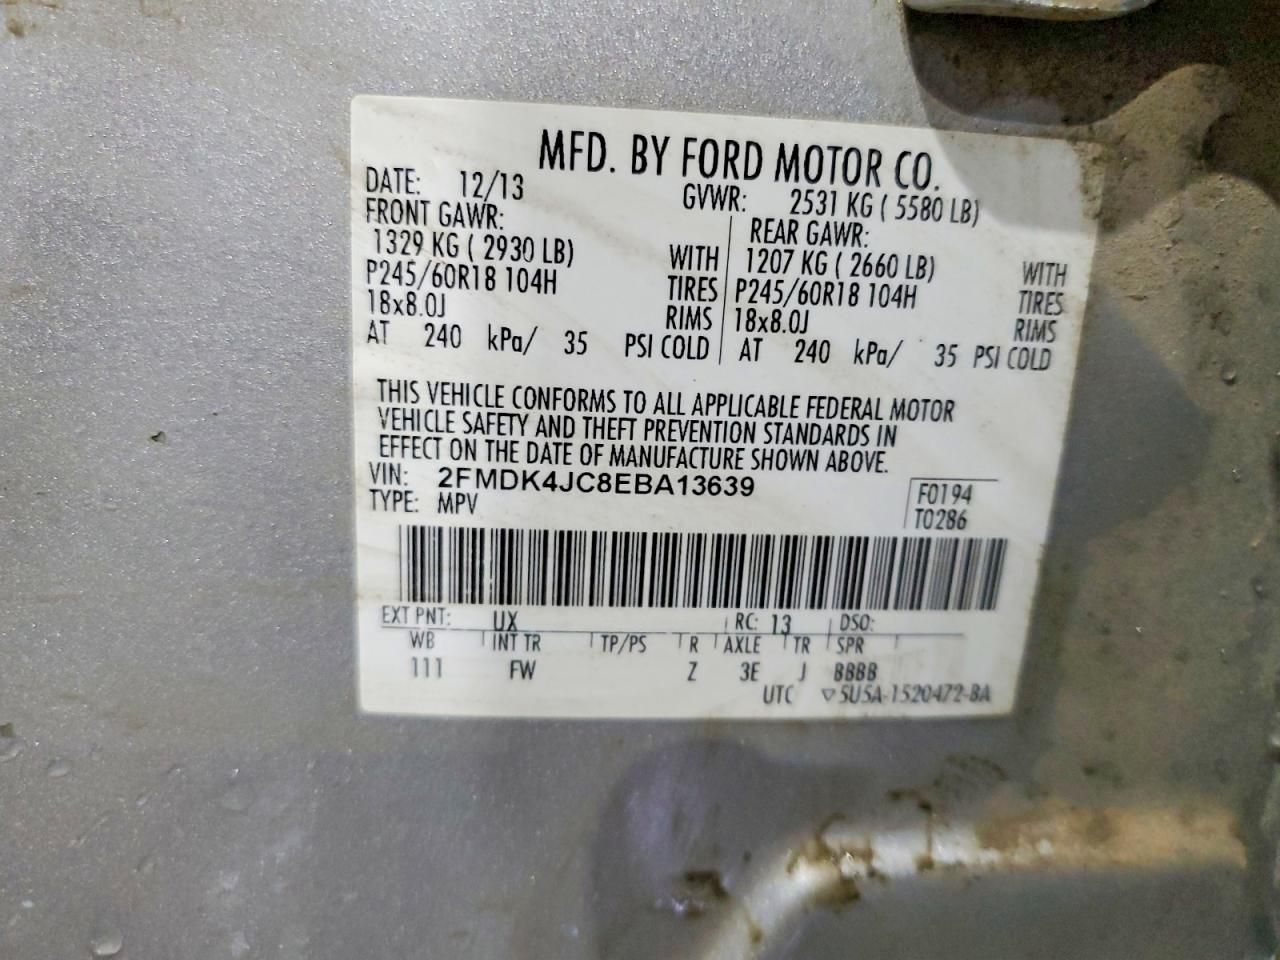 MFD. BY FORD MOTOR CO.
DATE: 12/13 GVWR: 2531 KG ( 5580 LB)
FRONT GAWR: REAR GAWR:
1329 KG ( 2930 LB) WITH 1207 KG ( 2660 LB) WITH
P245/60R18 104H TIRES P245/60R18 104H TIRES
18x8.0J RIMS 18x8.0J RIMS
AT 240 kPa/ 35 PSI COLD AT 240 kPa/ 35 PSI COLD
THIS VEHICLE CONFORMS TO ALL APPLICABLE FEDERAL MOTOR
VEHICLE SAFETY AND THEFT PREVENTION STANDARDS IN
EFFECT ON THE DATE OF MANUFACTURE SHOWN ABOVE.
VIN: 2FMDK4JC8EBA13639 F0194
TYPE: MPV T0286
EXT PNT: UX RC: 13 DSO:
WB INT TR TP/PS R AXLE TR SPR
111 FW Z 3E J BBBB
UTC ▽5U5A-1520472-BA